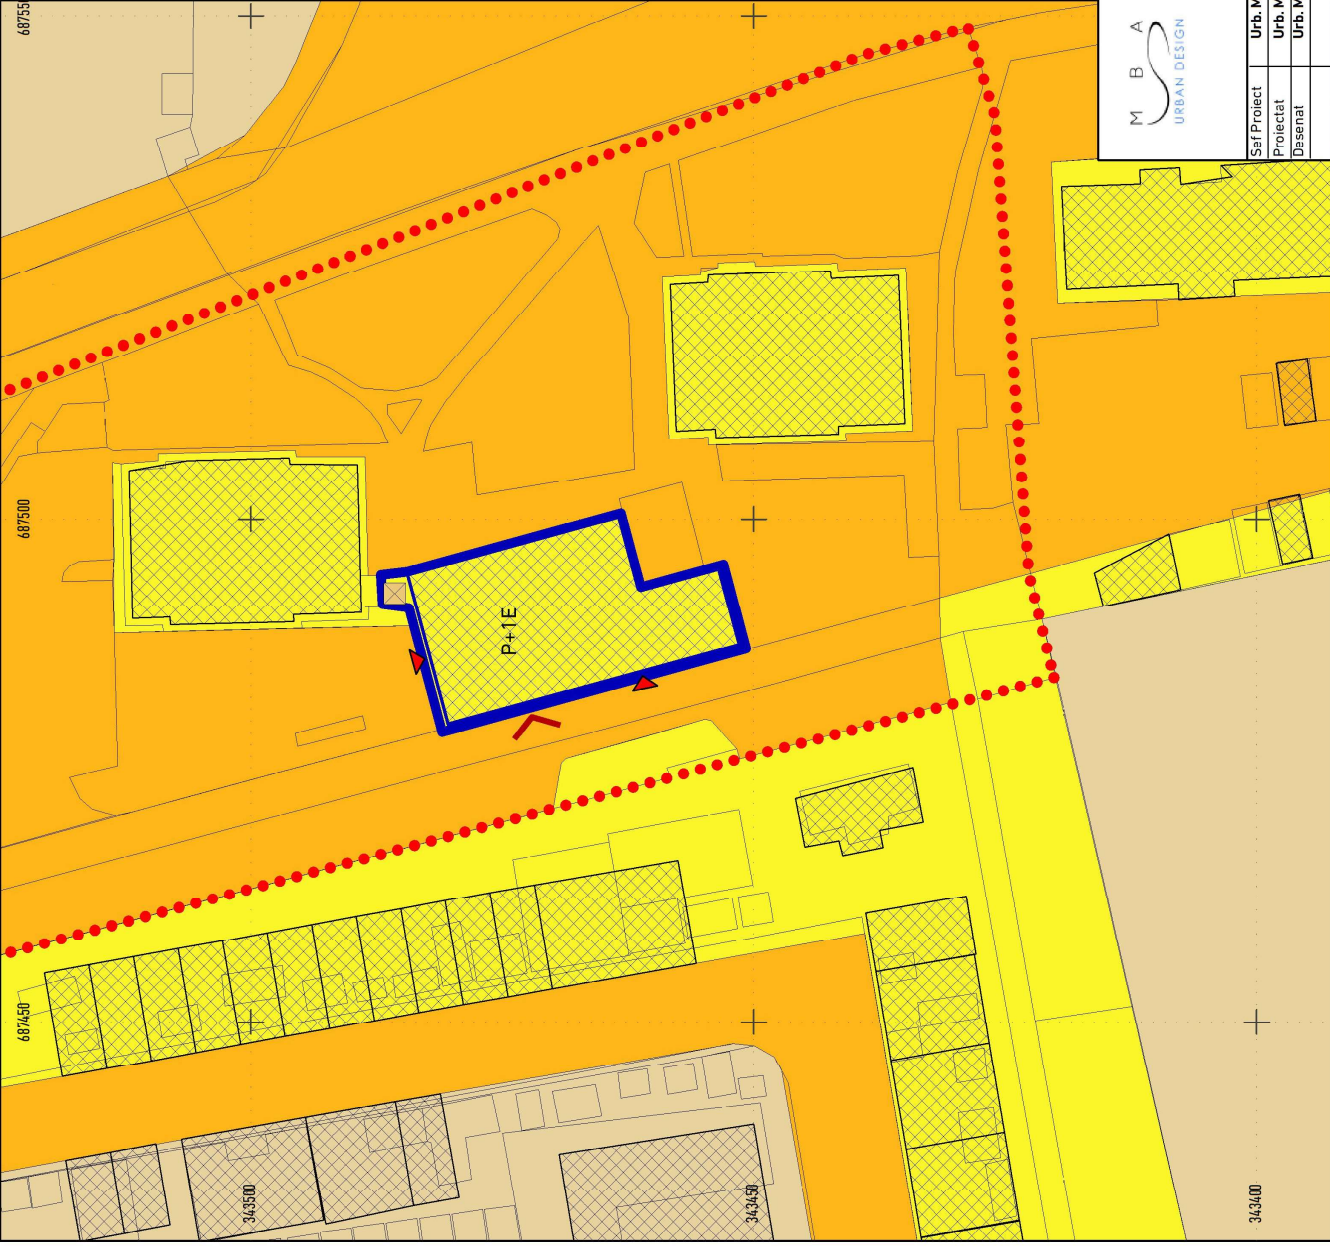 687550
687500
687450
343500
343450
343400
P+1E
M B A
URBAN DESIGN
Sef Proiect Urb. M
Proiectat Urb. M
Desenat Urb. M